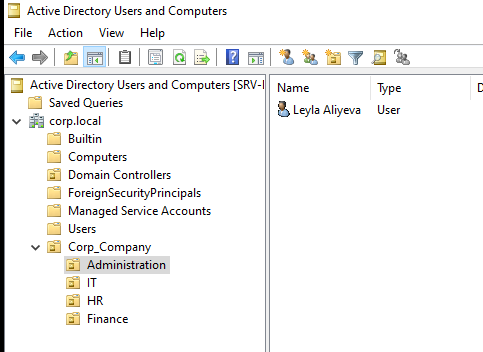 Active Directory Users and Computers
File Action View Help
Active Directory Users and Computers [SRV-
Name Type
Saved Queries
Leyla Aliyeva User
corp.local
Builtin
Computers
Domain Controllers
ForeignSecurityPrincipals
Managed Service Accounts
Users
Corp_Company
Administration
IT
HR
Finance